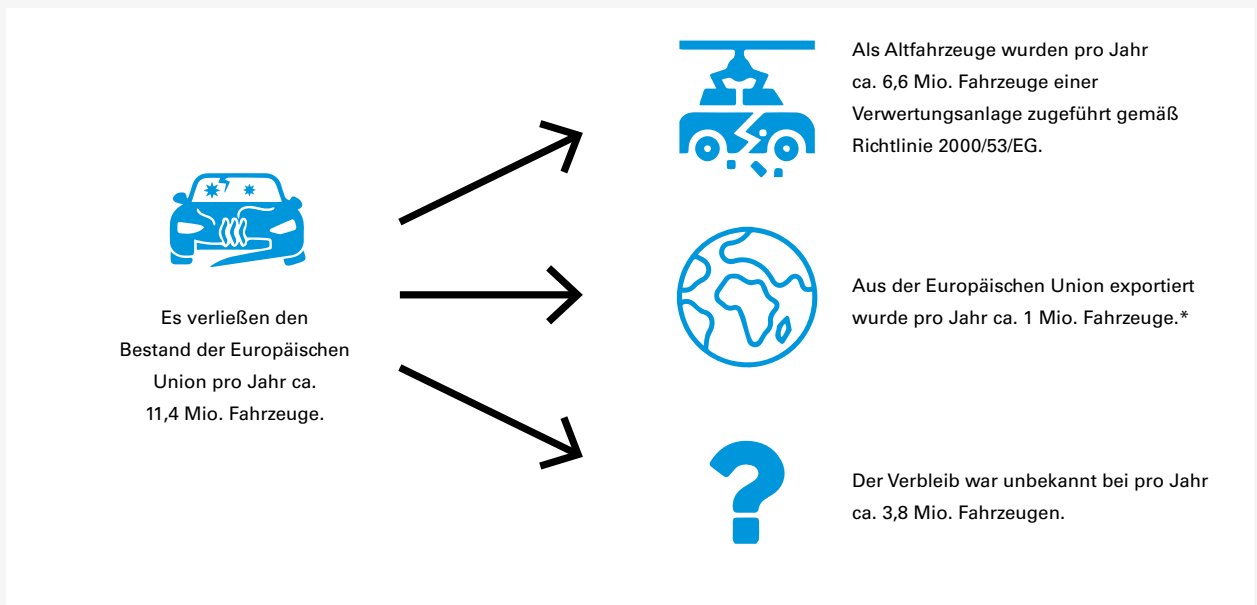 Als Altfahrzeuge wurden pro Jahr
ca. 6,6 Mio. Fahrzeuge einer
Verwertungsanlage zugeführt gemäß
Richtlinie 2000/53/EG.
Es verließen den
Bestand der Europäischen
Union pro Jahr ca.
11,4 Mio. Fahrzeuge.
Aus der Europäischen Union exportiert
wurde pro Jahr ca. 1 Mio. Fahrzeuge.*
Der Verbleib war unbekannt bei pro Jahr
ca. 3,8 Mio. Fahrzeugen.